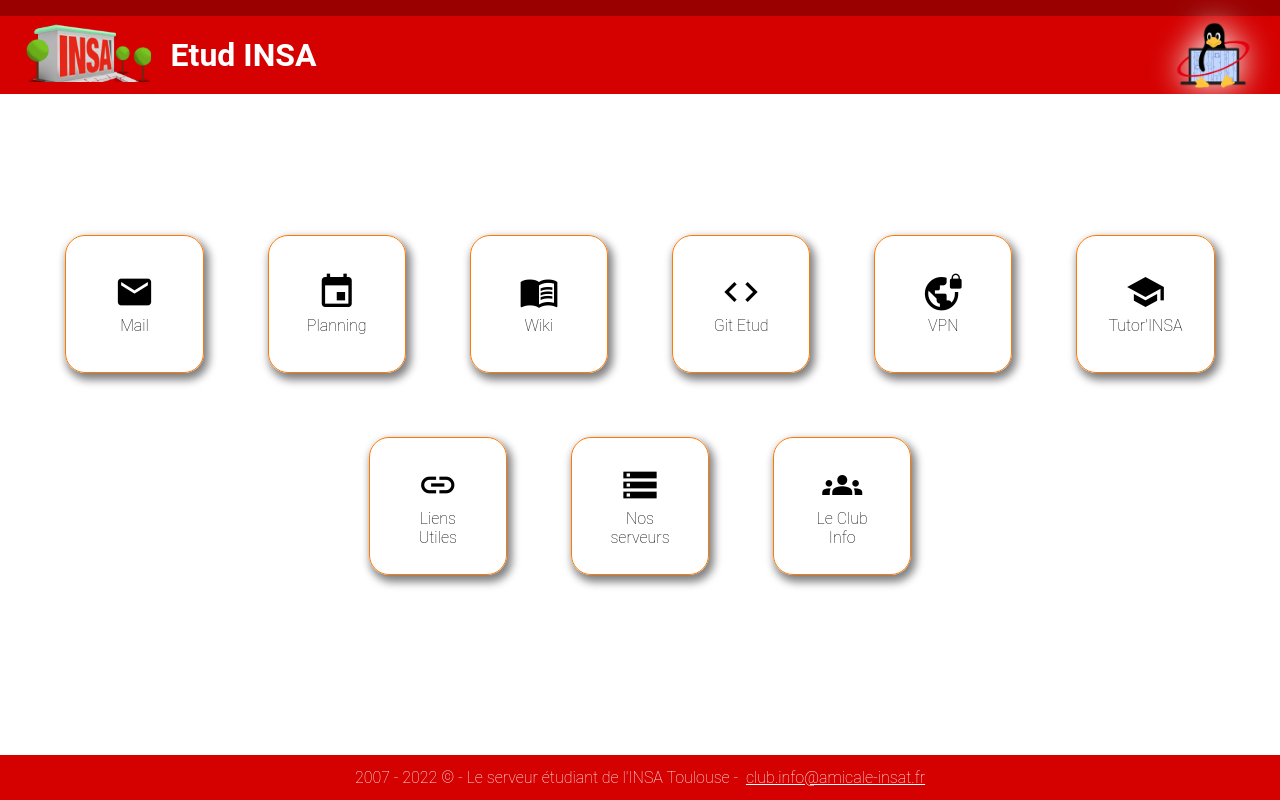 INSA
Etud INSA
Mail
Planning
Wiki
Git Etud
VPN
Tutor'INSA
Liens
Utiles
Nos
serveurs
Le Club
Info
2007 - 2022 © - Le serveur étudiant de l'INSA Toulouse - club.info@amicale-insat.fr